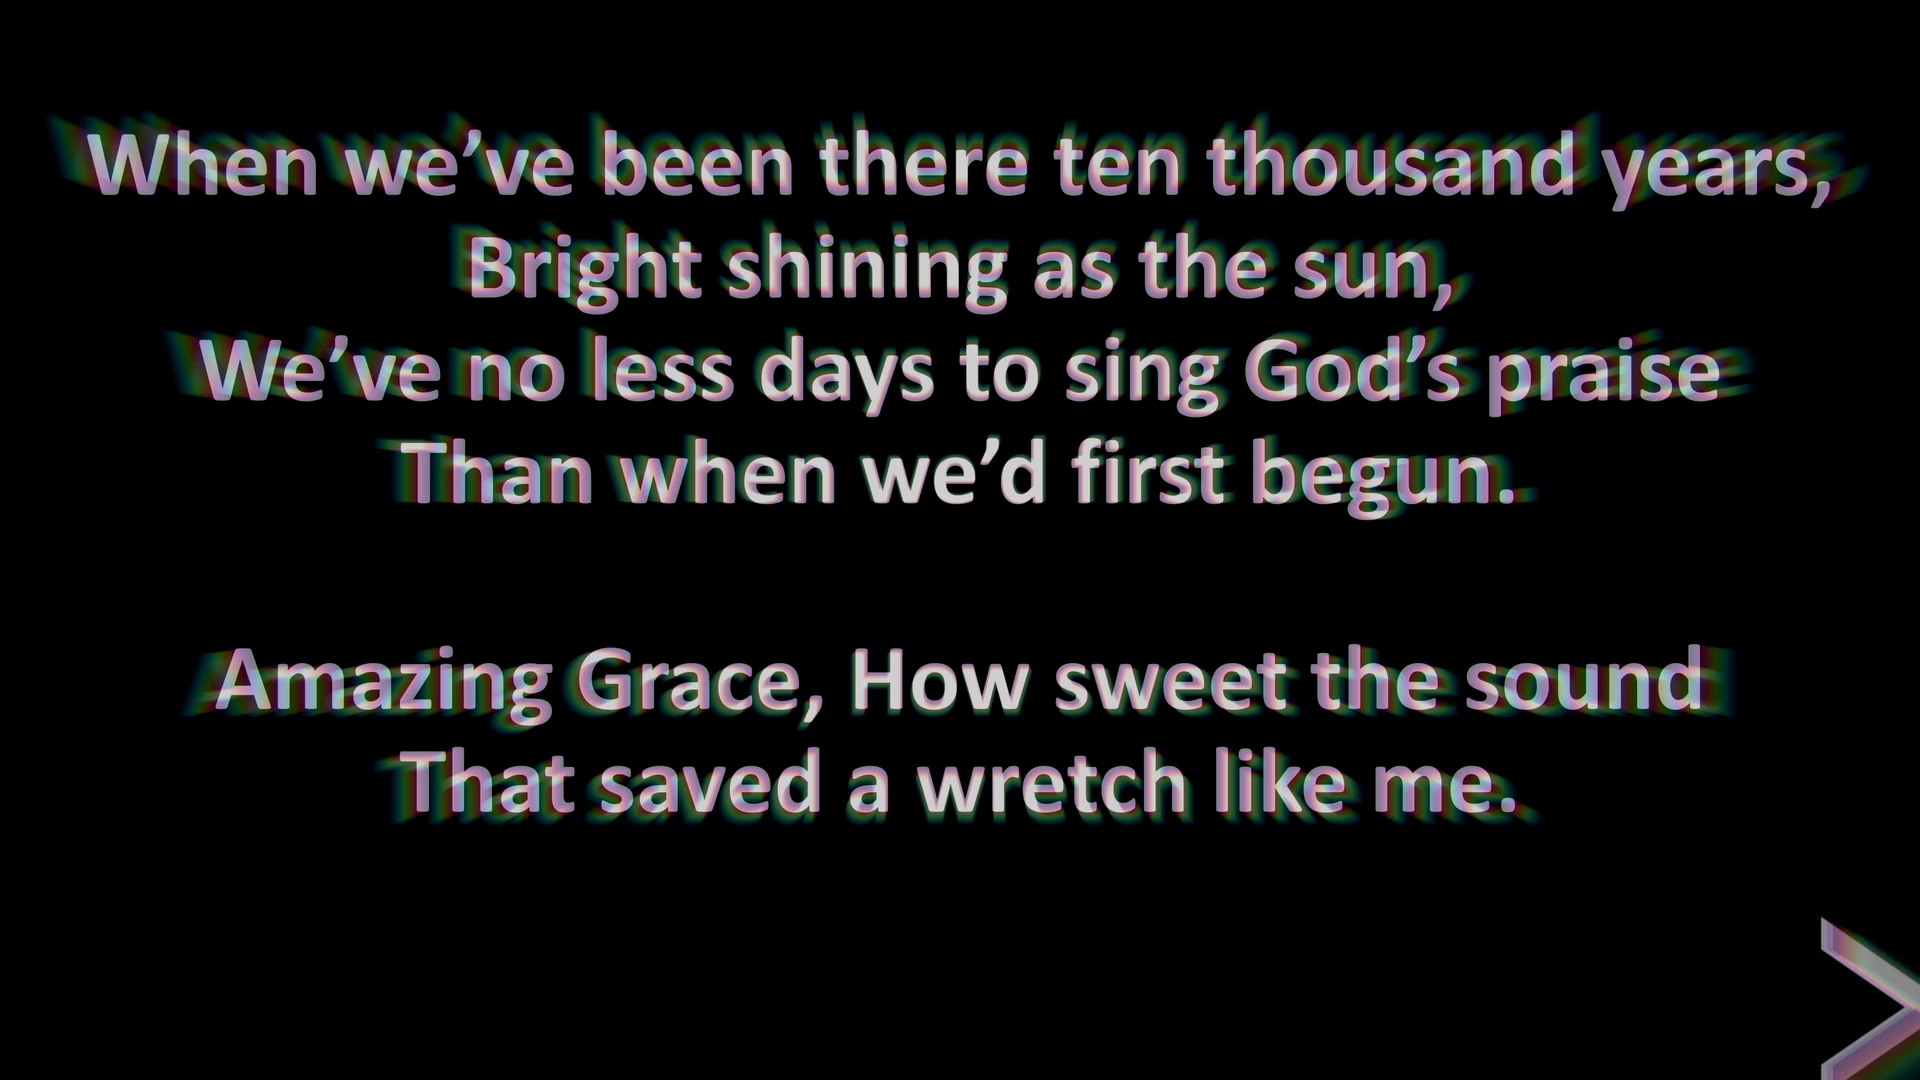 When we’ve been there ten thousand years,
Bright shining as the sun,
We’ve no less days to sing God’s praise
Than when we’d first begun.
Amazing Grace, How sweet the sound
That saved a wretch like me.